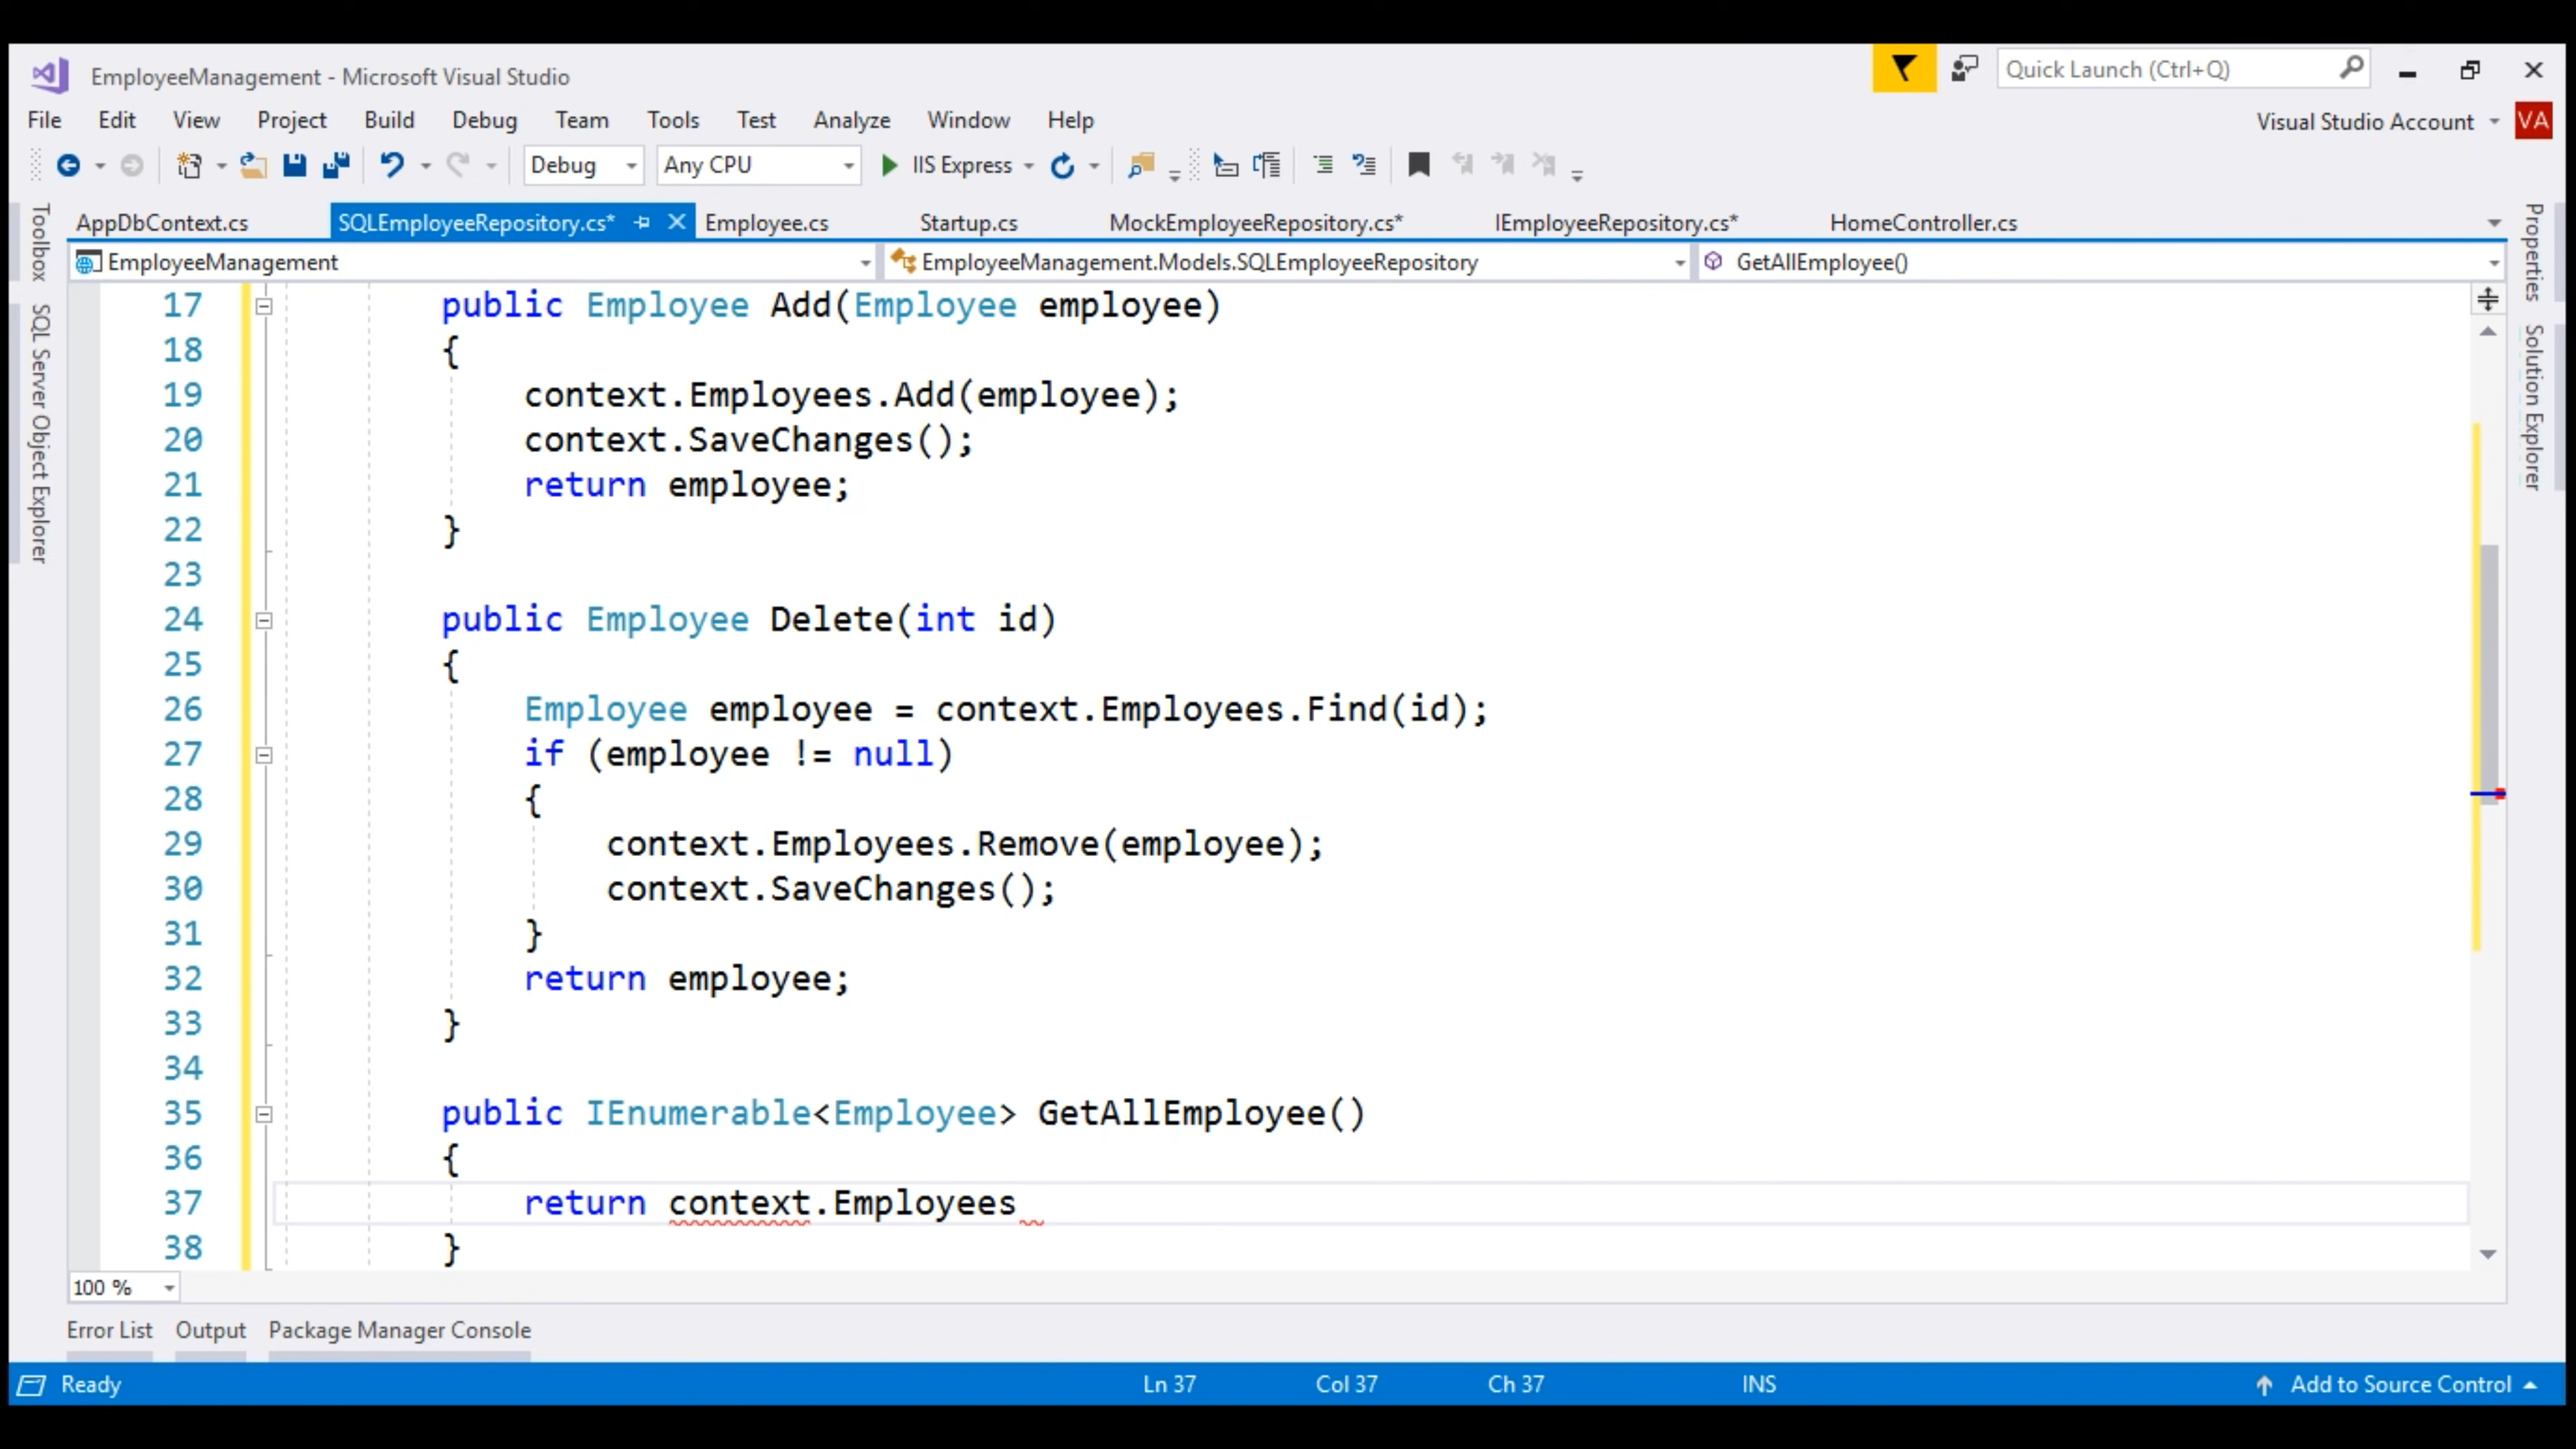 EmployeeManagement - Microsoft Visual Studio
Quick Launch (Ctrl+Q)
File Edit View Project Build Debug Team Tools Test Analyze Window Help
Visual Studio Account VA
Debug Any CPU IIS Express
AppDbContext.cs SQLEmployeeRepository.cs* Employee.cs Startup.cs MockEmployeeRepository.cs* IEmployeeRepository.cs* HomeController.cs
EmployeeManagement EmployeeManagement.Models.SQLEmployeeRepository GetAllEmployee()
Toolbox
SQL Server Object Explorer
Properties
Solution Explorer
17 public Employee Add(Employee employee)
18 {
19 context.Employees.Add(employee);
20 context.SaveChanges();
21 return employee;
22 }
23
24 public Employee Delete(int id)
25 {
26 Employee employee = context.Employees.Find(id);
27 if (employee != null)
28 {
29 context.Employees.Remove(employee);
30 context.SaveChanges();
31 }
32 return employee;
33 }
34
35 public IEnumerable<Employee> GetAllEmployee()
36 {
37 return context.Employees
38 }
100 %
Error List Output Package Manager Console
Ready Ln 37 Col 37 Ch 37 INS Add to Source Control